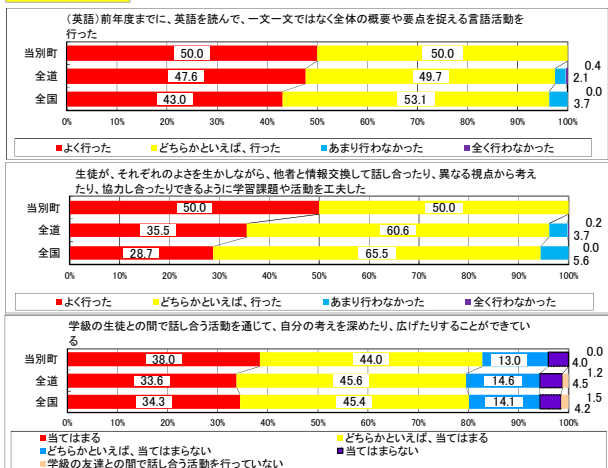 (英語)前年度までに、英語を読んで、一文一文ではなく全体の概要や要点を捉える言語活動を
行った
当別町 50.0 50.0
全道 47.6 49.7 2.1 0.4
全国 43.0 53.1 3.7 0.0
0% 10% 20% 30% 40% 50% 60% 70% 80% 90% 100%
■よく行った ■どちらかといえば、行った ■あまり行わなかった ■全く行わなかった
生徒が、それぞれのよさを生かしながら、他者と情報交換して話し合ったり、異なる視点から考え
たり、協力し合ったりできるように学習課題や活動を工夫した
当別町 50.0 50.0
全道 35.5 60.6 3.7 0.2
全国 28.7 65.5 5.6 0.0
0% 10% 20% 30% 40% 50% 60% 70% 80% 90% 100%
■よく行った ■どちらかといえば、行った ■あまり行わなかった ■全く行わなかった
学級の生徒との間で話し合う活動を通じて、自分の考えを深めたり、広げたりすることができてい
る
当別町 38.0 44.0 13.0 4.0 0.0
全道 33.6 45.6 14.6 4.5 1.2
全国 34.3 45.4 14.1 4.2 1.5
0% 10% 20% 30% 40% 50% 60% 70% 80% 90% 100%
■当てはまる ■どちらかといえば、当てはまる
■どちらかといえば、当てはまらない ■当てはまらない
■学級の友達との間で話し合う活動を行っていない